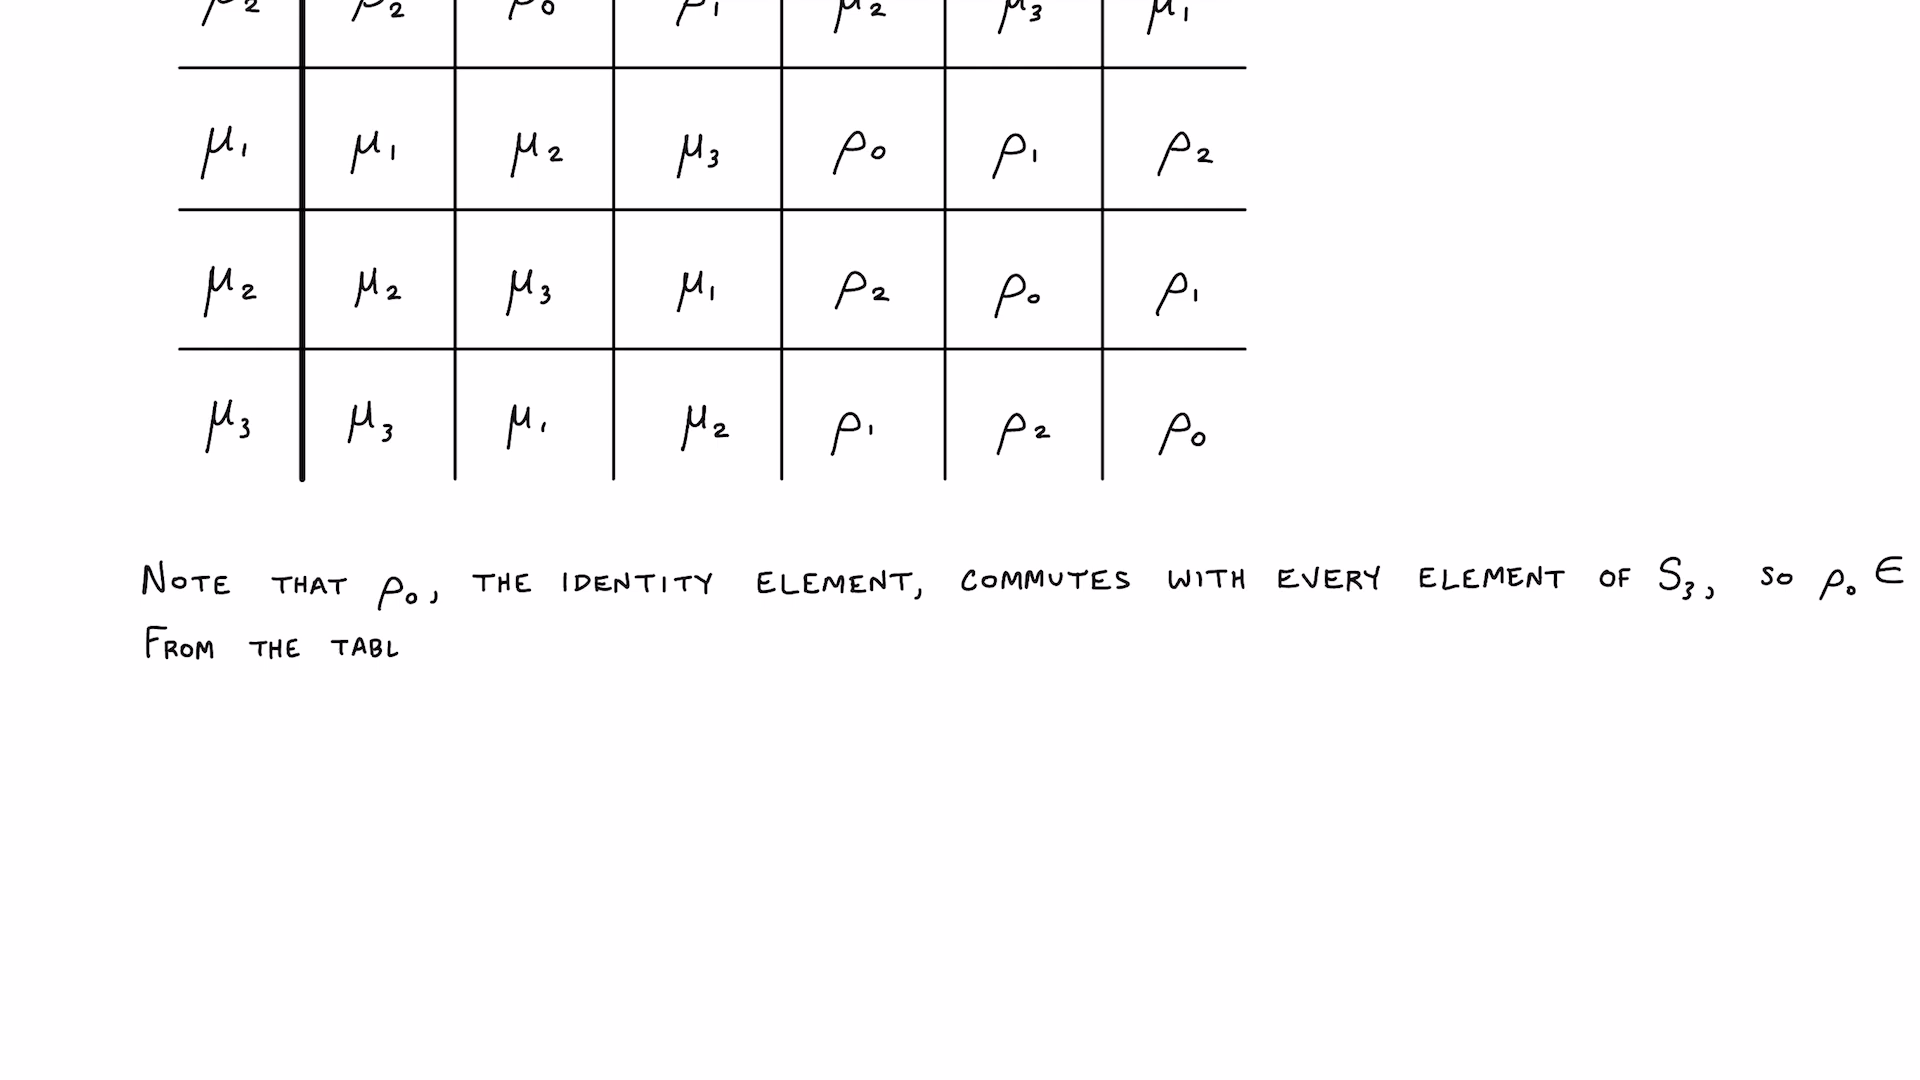 ρ₂ ρ₂ ρ₀ ρ₁ μ₂ μ₃ μ₁
μ₁ μ₁ μ₂ μ₃ ρ₀ ρ₁ ρ₂
μ₂ μ₂ μ₃ μ₁ ρ₂ ρ₀ ρ₁
μ₃ μ₃ μ₁ μ₂ ρ₁ ρ₂ ρ₀
NOTE THAT ρ₀, THE IDENTITY ELEMENT, COMMUTES WITH EVERY ELEMENT OF S₃, SO ρ₀ ∈
FROM THE TABL